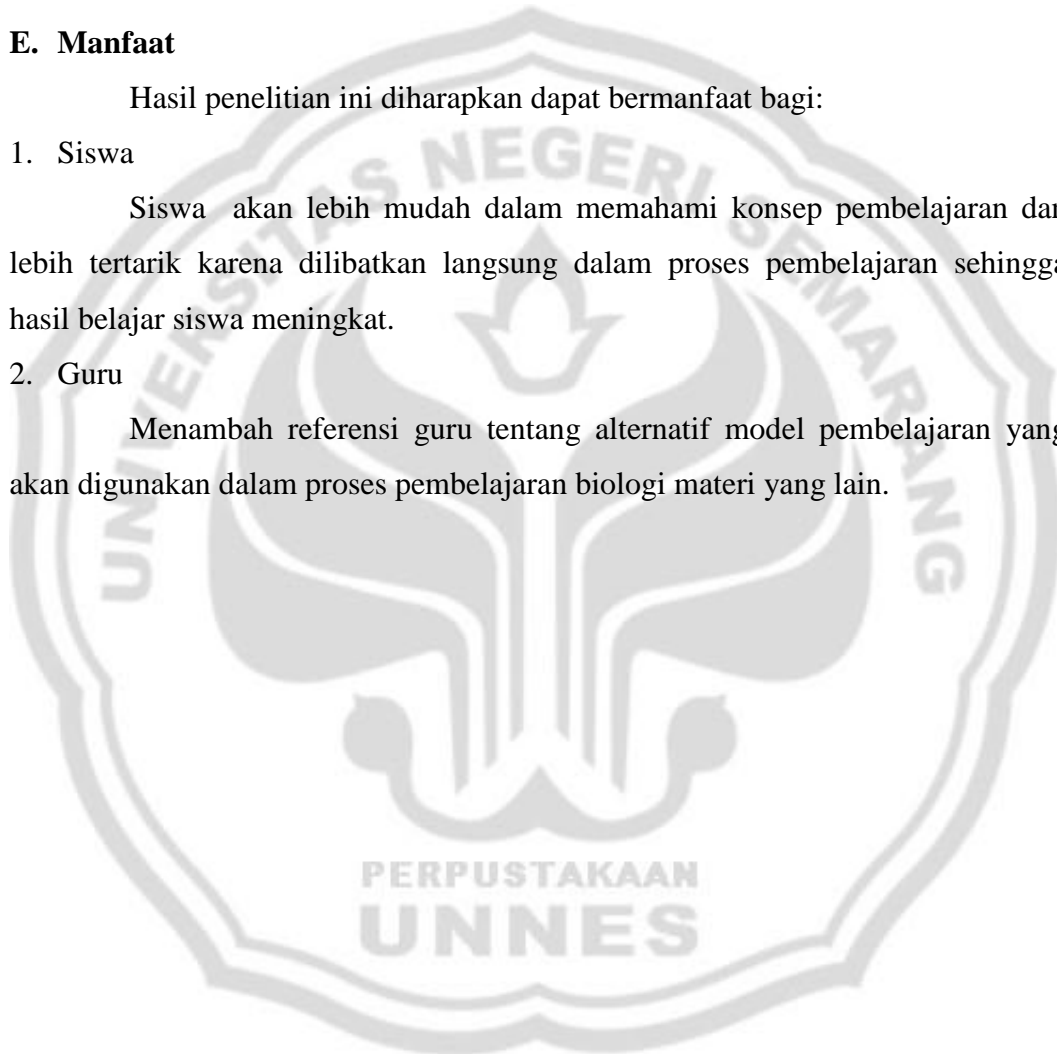 E. Manfaat
Hasil penelitian ini diharapkan dapat bermanfaat bagi:
1. Siswa
Siswa akan lebih mudah dalam memahami konsep pembelajaran dan
lebih tertarik karena dilibatkan langsung dalam proses pembelajaran sehingga
hasil belajar siswa meningkat.
2. Guru
Menambah referensi guru tentang alternatif model pembelajaran yang
akan digunakan dalam proses pembelajaran biologi materi yang lain.
UNIVERSITAS NEGERI SEMARANG
PERPUSTAKAAN
UNNES